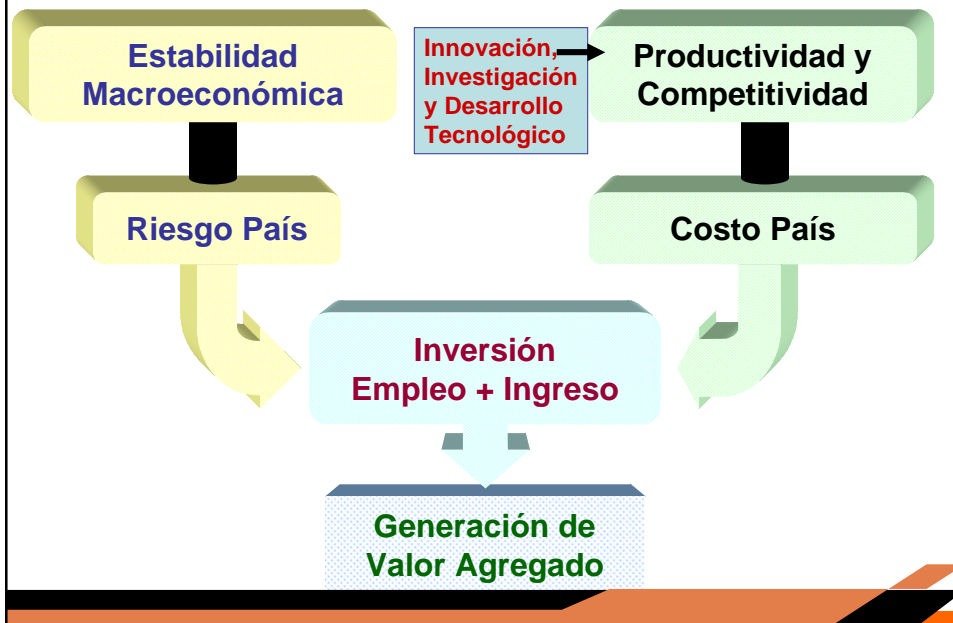 Estabilidad
Macroeconómica
Innovación,
Investigación
y Desarrollo
Tecnológico
Productividad y
Competitividad
Riesgo País
Costo País
Inversión
Empleo + Ingreso
Generación de
Valor Agregado